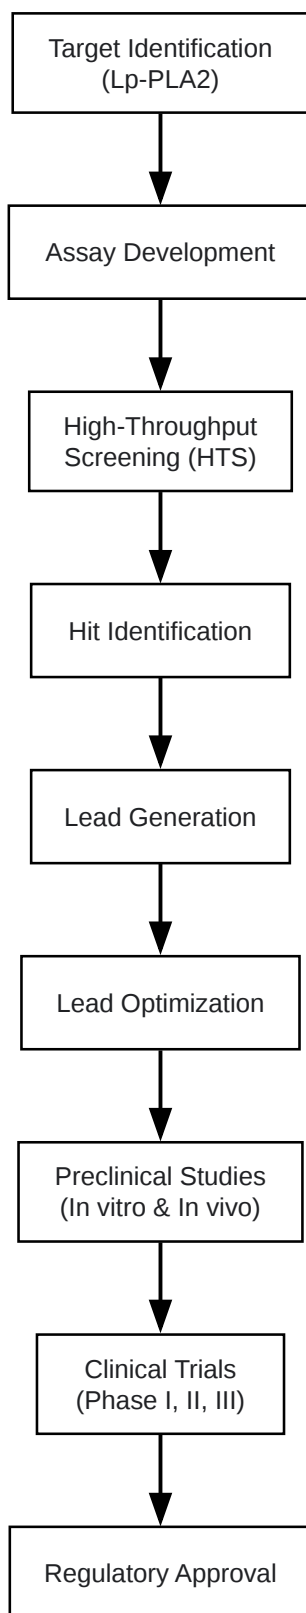 Target Identification
(Lp-PLA2)
Assay Development
High-Throughput
Screening (HTS)
Hit Identification
Lead Generation
Lead Optimization
Preclinical Studies
(In vitro & In vivo)
Clinical Trials
(Phase I, II, III)
Regulatory Approval